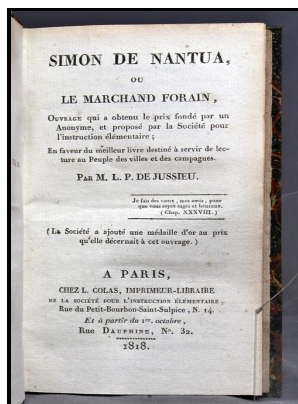 SIMON DE NANTUA,
OU
LE MARCHAND FORAIN,
OUVRAGE qui a obtenu le prix fondé par un
Anonyme, et proposé par la Société pour
l'instruction élémentaire;
En faveur du meilleur livre destiné à servir de lec-
ture au Peuple des villes et des campagnes.
PAR M. L. P. DE JUSSIEU.
Je fais des vœux, mes amis, pour
que vous soyez sages et heureux.
( Chap. XXXVIII. )
( La Société a ajouté une médaille d'or au prix
qu'elle décernait à cet ouvrage. )
A PARIS,
CHEZ L. COLAS, IMPRIMEUR-LIBRAIRE
DE LA SOCIÉTÉ POUR L'INSTRUCTION ÉLÉMENTAIRE,
Rue du Petit-Bourbon-Saint-Sulpice, N. 14.
Et à partir du 1er. octobre,
Rue DAUPHINE, N°. 32.
1818.